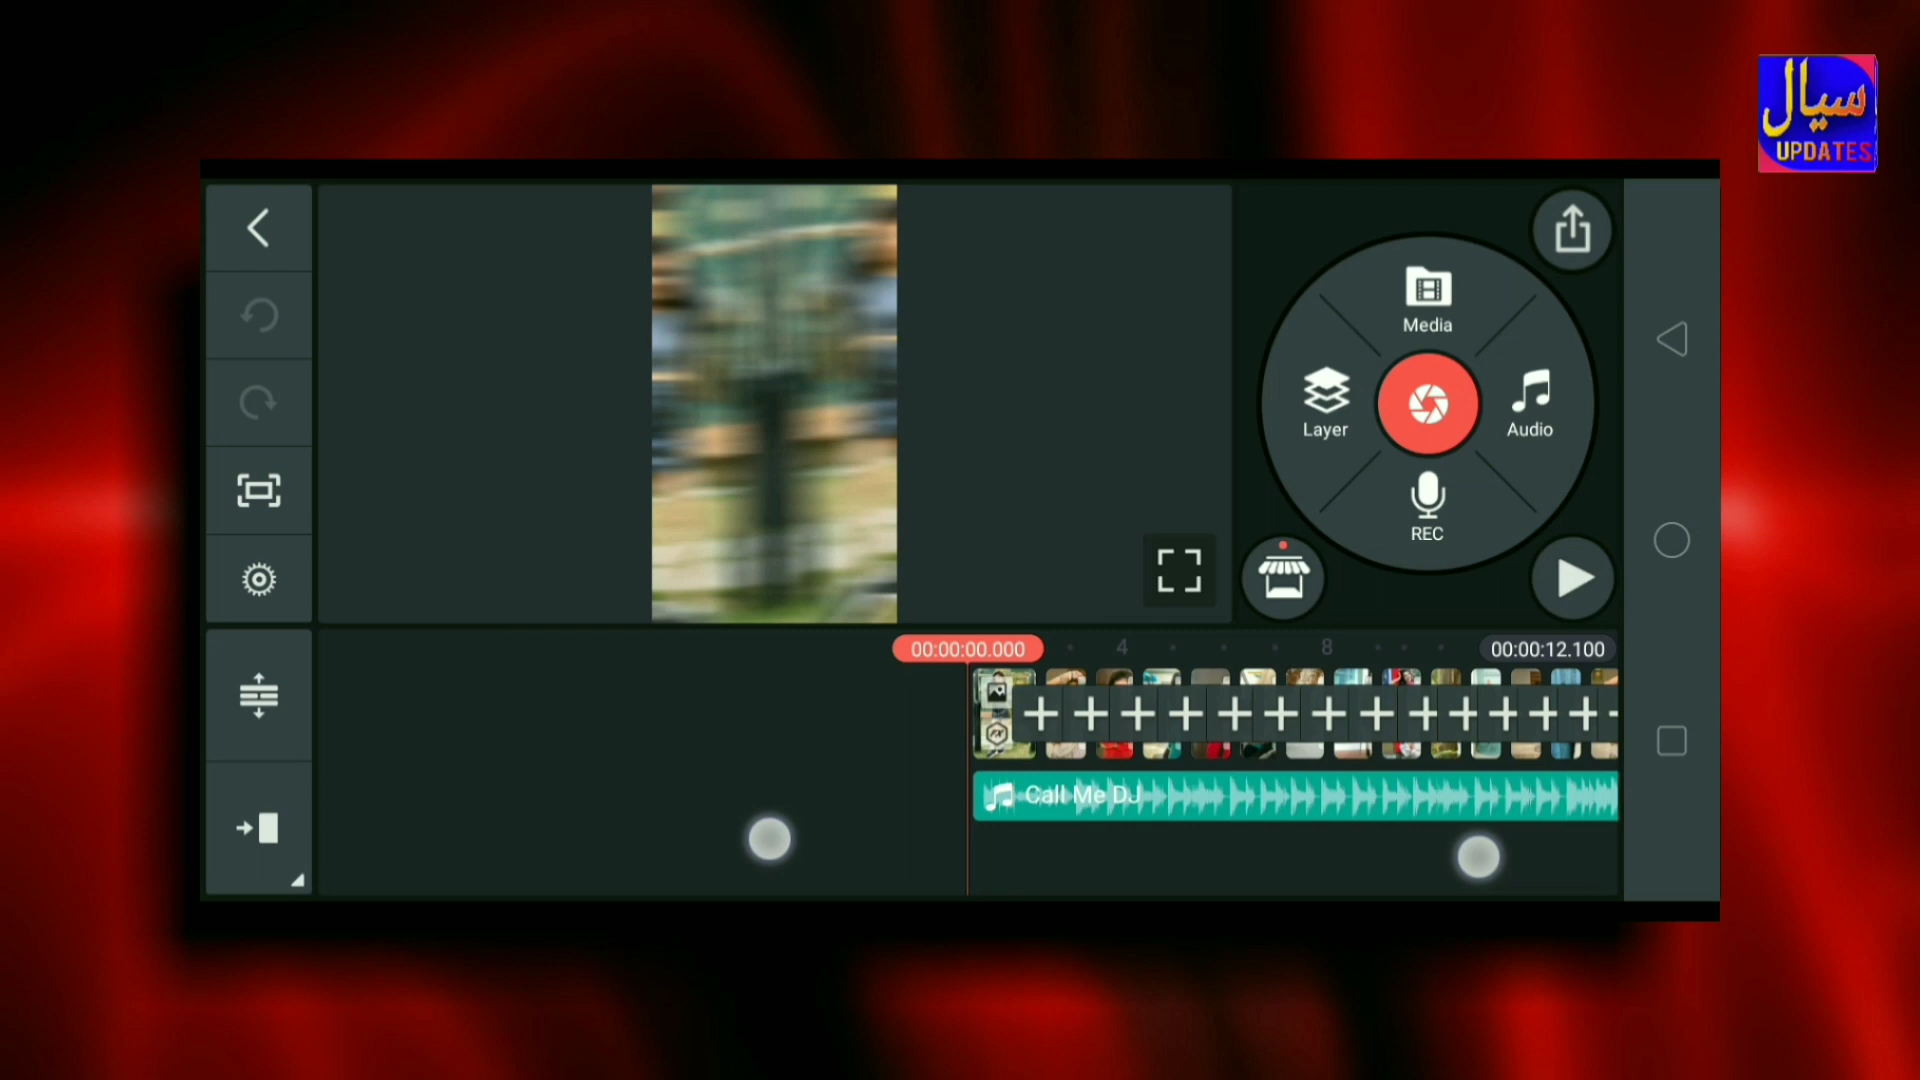 سیال
UPDATES
Media
Layer
Audio
REC
00:00:00.000
4
8
00:00:12.100
Call Me DJ